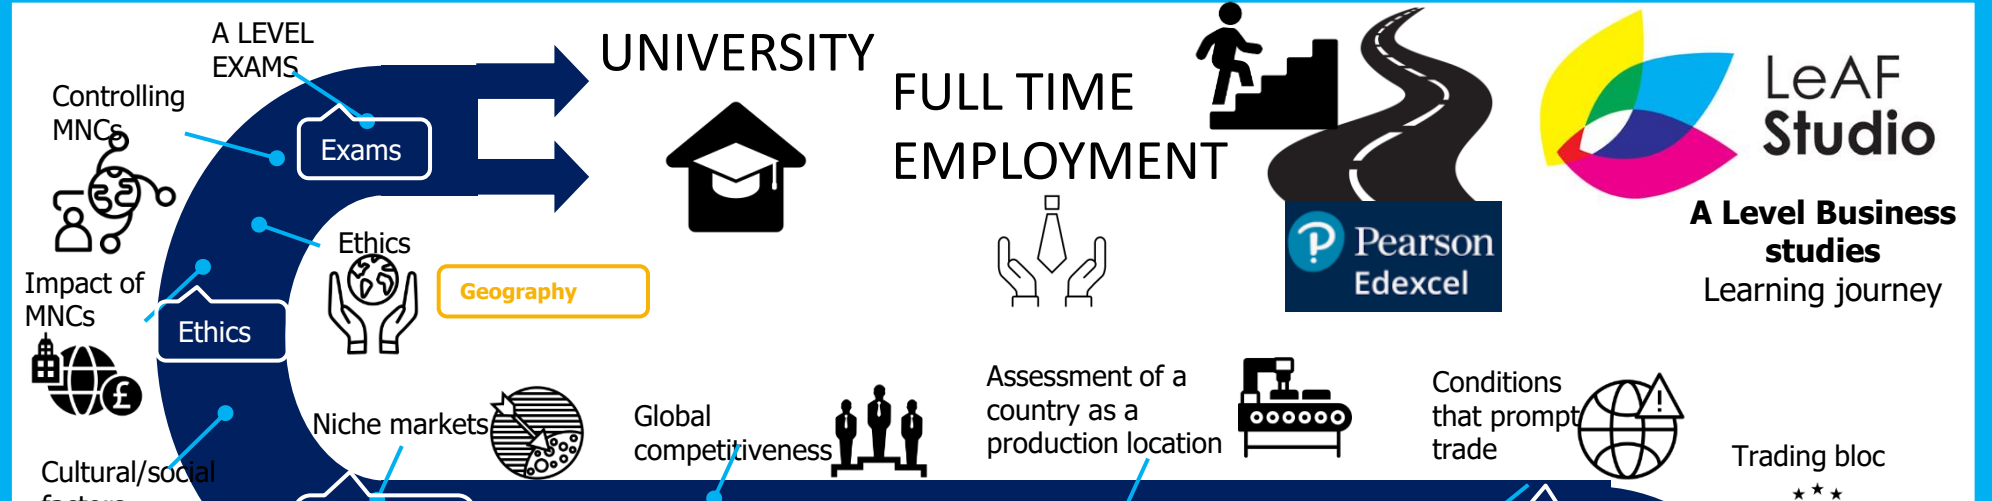 A LEVEL
EXAMS
UNIVERSITY
FULL TIME
EMPLOYMENT
LeAF
Studio
A Level Business
studies
Learning journey
Pearson
Edexcel
Controlling
MNCs
Exams
Ethics
Geography
Impact of
MNCs
Ethics
Niche markets
Global
competitiveness
Assessment of a
country as a
production location
Conditions
that prompt
trade
Trading bloc
Cultural/social
factors